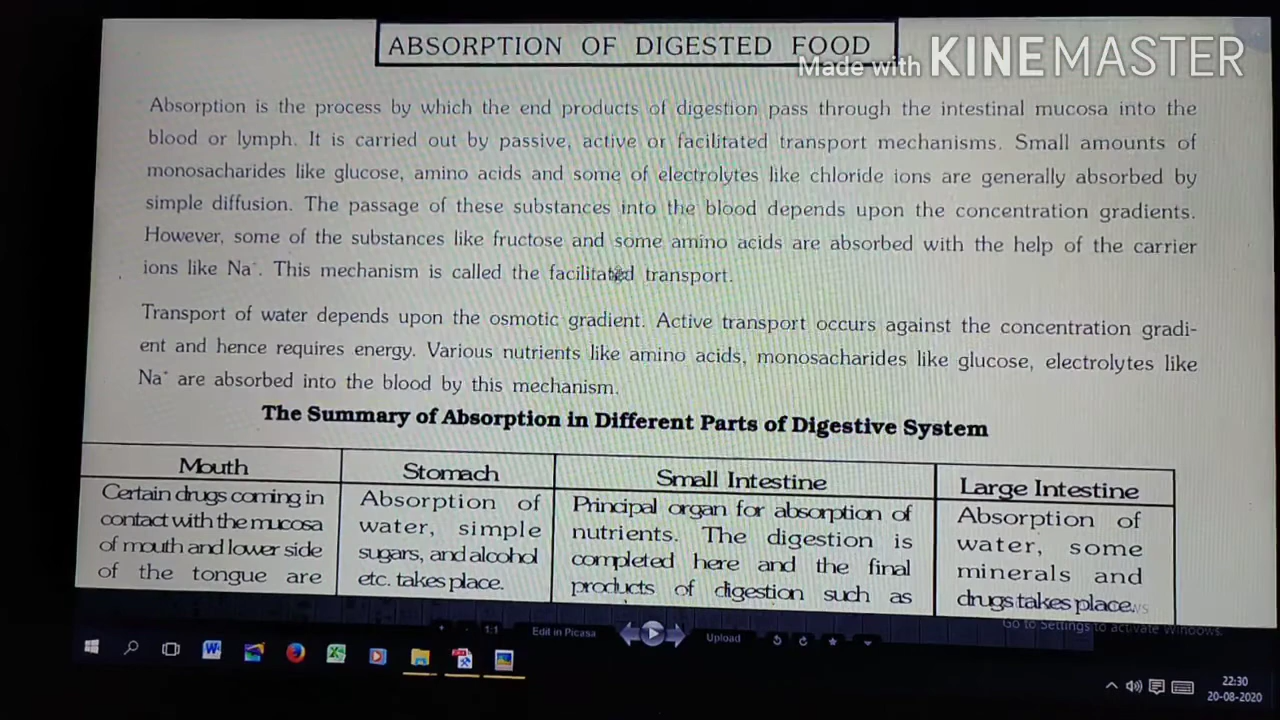 ABSORPTION OF DIGESTED FOOD
Made with KINEMASTER
Absorption is the process by which the end products of digestion pass through the intestinal mucosa into the
blood or lymph. It is carried out by passive, active or facilitated transport mechanisms. Small amounts of
monosacharides like glucose, amino acids and some of electrolytes like chloride ions are generally absorbed by
simple diffusion. The passage of these substances into the blood depends upon the concentration gradients.
However, some of the substances like fructose and some amino acids are absorbed with the help of the carrier
ions like Na⁺. This mechanism is called the facilitated transport.
Transport of water depends upon the osmotic gradient. Active transport occurs against the concentration gradi-
ent and hence requires energy. Various nutrients like amino acids, monosacharides like glucose, electrolytes like
Na⁺ are absorbed into the blood by this mechanism.
The Summary of Absorption in Different Parts of Digestive System
Mouth
Certain drugs coming in
contact with the mucosa
of mouth and lower side
of the tongue are
Stomach
Absorption of
water, simple
sugars, and alcohol
etc. takes place.
Small Intestine
Principal organ for absorption of
nutrients. The digestion is
completed here and the final
products of digestion such as
Large Intestine
Absorption of
water, some
minerals and
drugs takes place.
Go to Settings to activate Windows.
1:1
Edit in Picasa
Upload
22:30
20-08-2020